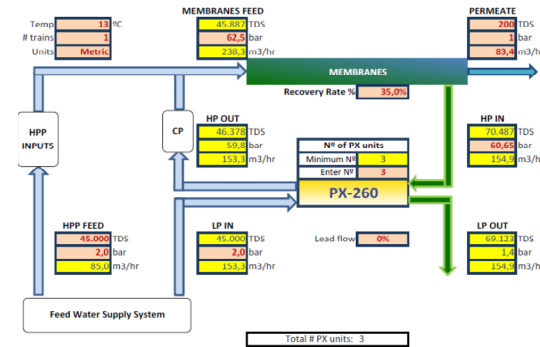 MEMBRANES FEED
PERMEATE
Temp 13 ºC
45.887 TDS
200 TDS
# trains 1
62,5 bar
1 bar
Units Metric
238,3 m3/hr
83,4 m3/hr
MEMBRANES
Recovery Rate % 35,0%
HPP
INPUTS
CP
HP OUT
46.378 TDS
59,8 bar
153,3 m3/hr
HP IN
70.487 TDS
60,65 bar
154,9 m3/hr
Nº of PX units
Minimum Nº 3
Enter Nº 3
PX-260
HPP FEED
45.000 TDS
2,0 bar
85,0 m3/hr
LP IN
45.000 TDS
2,0 bar
153,3 m3/hr
Lead flow 0%
LP OUT
69.123 TDS
1,4 bar
154,9 m3/hr
Feed Water Supply System
Total # PX units: 3